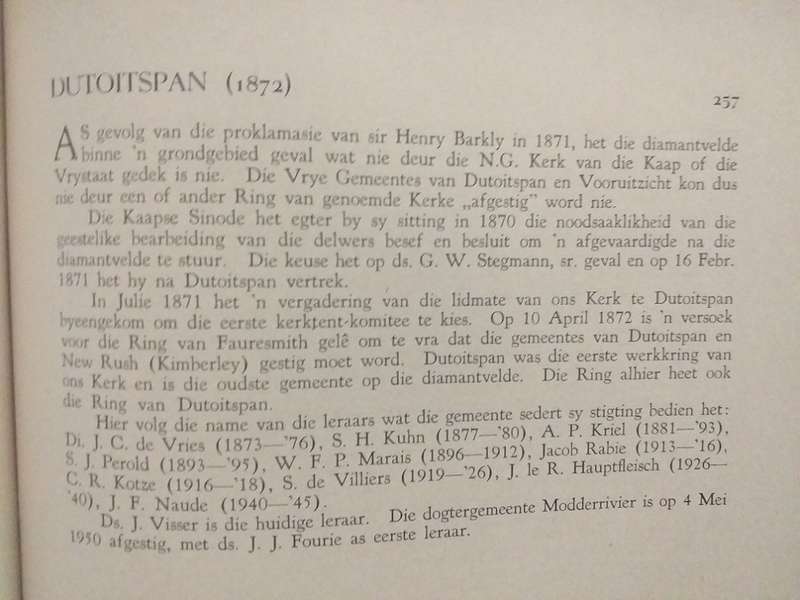 DUTOITSPAN (1872)
257
AS gevolg van die proklamasie van sir Henry Barkly in 1871, het die diamantvelde
binne 'n grondgebied geval wat nie deur die N.G. Kerk van die Kaap of die
Vrystaat gedek is nie. Die Vrye Gemeentes van Dutoitspan en Vooruitzicht kon dus
nie deur een of ander Ring van genoemde Kerke „afgestig” word nie.
Die Kaapse Sinode het egter by sy sitting in 1870 die noodsaaklikheid van die
geestelike bearbeiding van die delwers besef en besluit om 'n afgevaardigde na die
diamantvelde te stuur. Die keuse het op ds. G. W. Stegmann, sr. geval en op 16 Febr.
1871 het hy na Dutoitspan vertrek.
In Julie 1871 het 'n vergadering van die lidmate van ons Kerk te Dutoitspan
byeengekom om die eerste kerktent-komitee te kies. Op 10 April 1872 is 'n versoek
voor die Ring van Fauresmith gelê om te vra dat die gemeentes van Dutoitspan en
New Rush (Kimberley) gestig moet word. Dutoitspan was die eerste werkkring van
ons Kerk en is die oudste gemeente op die diamantvelde. Die Ring alhier heet ook
die Ring van Dutoitspan.
Hier volg die name van die leraars wat die gemeente sedert sy stigting bedien het:
Di. J. C. de Vries (1873—'76), S. H. Kuhn (1877—'80), A. P. Kriel (1881—'93),
S. J. Perold (1893—'95), W. F. P. Marais (1896—1912), Jacob Rabie (1913—'16),
C. R. Kotze (1916—'18), S. de Villiers (1919—'26), J. le R. Hauptfleisch (1926—
'40), J. F. Naude (1940—'45).
Ds. J. Visser is die huidige leraar. Die dogtergemeente Modderrivier is op 4 Mei
1950 afgestig, met ds. J. J. Fourie as eerste leraar.